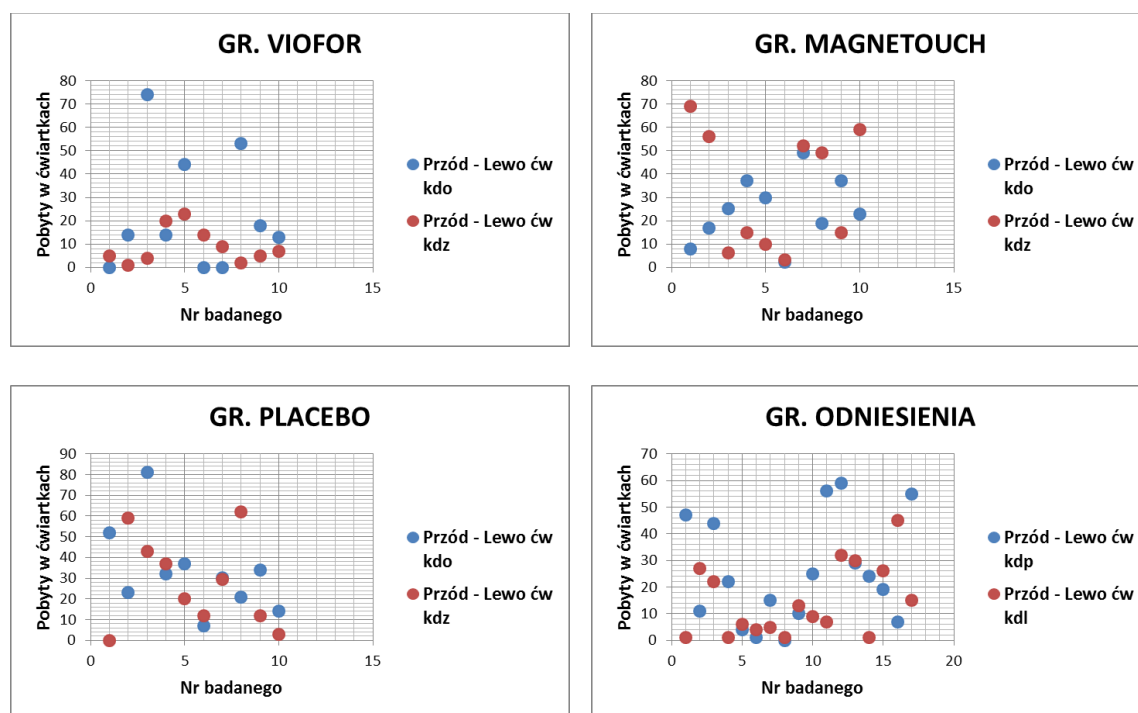 GR. VIOFOR
Pobyty w ćwiartkach
80
70
60
50
40
30
20
10
0
0 5 10 15
Nr badanego
Przód - Lewo ćw
kdo
Przód - Lewo ćw
kdz
GR. MAGNETOUCH
Pobyty w ćwiartkach
80
70
60
50
40
30
20
10
0
0 5 10 15
Nr badanego
Przód - Lewo ćw
kdo
Przód - Lewo ćw
kdz
GR. PLACEBO
Pobyty w ćwiartkach
90
80
70
60
50
40
30
20
10
0
0 5 10 15
Nr badanego
Przód - Lewo ćw
kdo
Przód - Lewo ćw
kdz
GR. ODNIESIENIA
Pobyty w ćwiartkach
70
60
50
40
30
20
10
0
0 5 10 15 20
Nr badanego
Przód - Lewo ćw
kdp
Przód - Lewo ćw
kdl